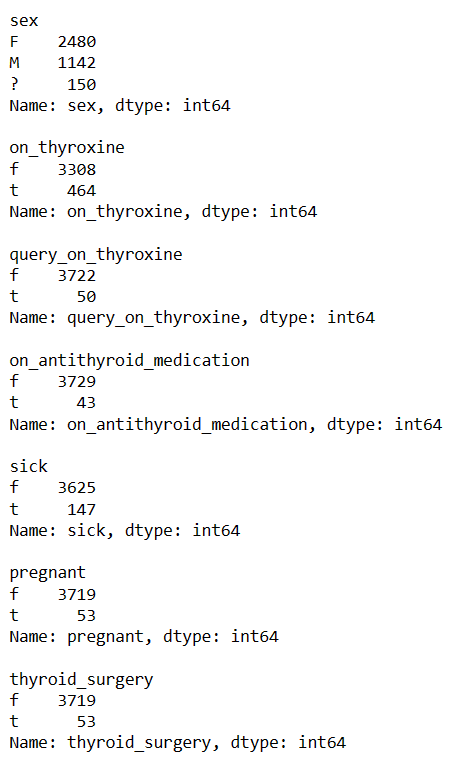 sex
F    2480
M    1142
?     150
Name: sex, dtype: int64

on_thyroxine
f    3308
t     464
Name: on_thyroxine, dtype: int64

query_on_thyroxine
f    3722
t      50
Name: query_on_thyroxine, dtype: int64

on_antithyroid_medication
f    3729
t      43
Name: on_antithyroid_medication, dtype: int64

sick
f    3625
t     147
Name: sick, dtype: int64

pregnant
f    3719
t      53
Name: pregnant, dtype: int64

thyroid_surgery
f    3719
t      53
Name: thyroid_surgery, dtype: int64